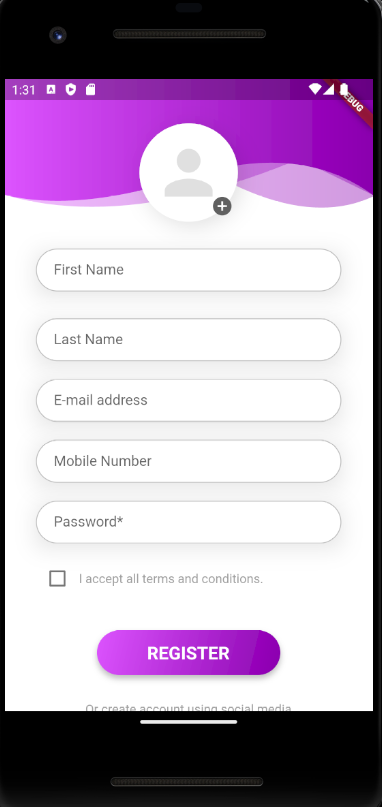 1:31
DEBUG
First Name
Last Name
E-mail address
Mobile Number
Password*
I accept all terms and conditions.
REGISTER
Or create account using social media